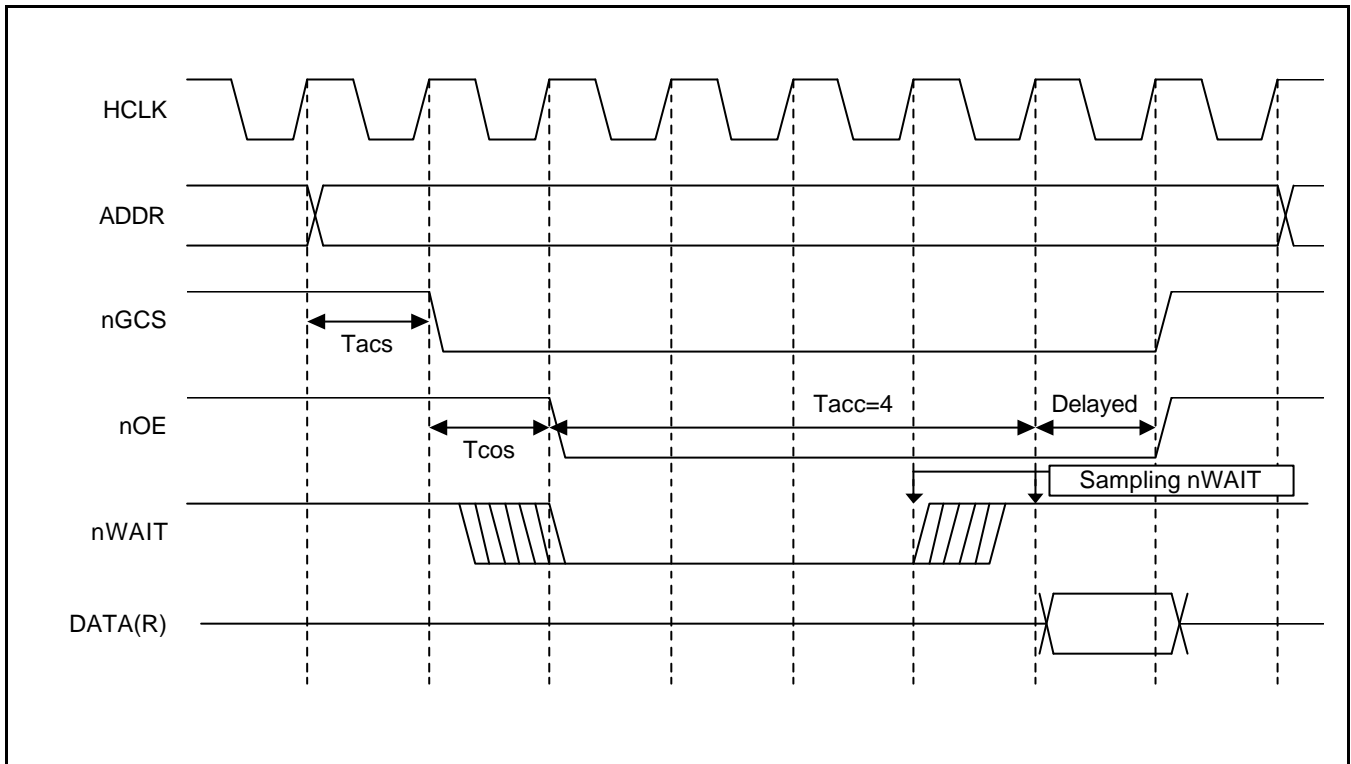 HCLK
ADDR
nGCS
Tacs
nOE
Tcos
Tacc=4
Delayed
Sampling nWAIT
nWAIT
DATA(R)